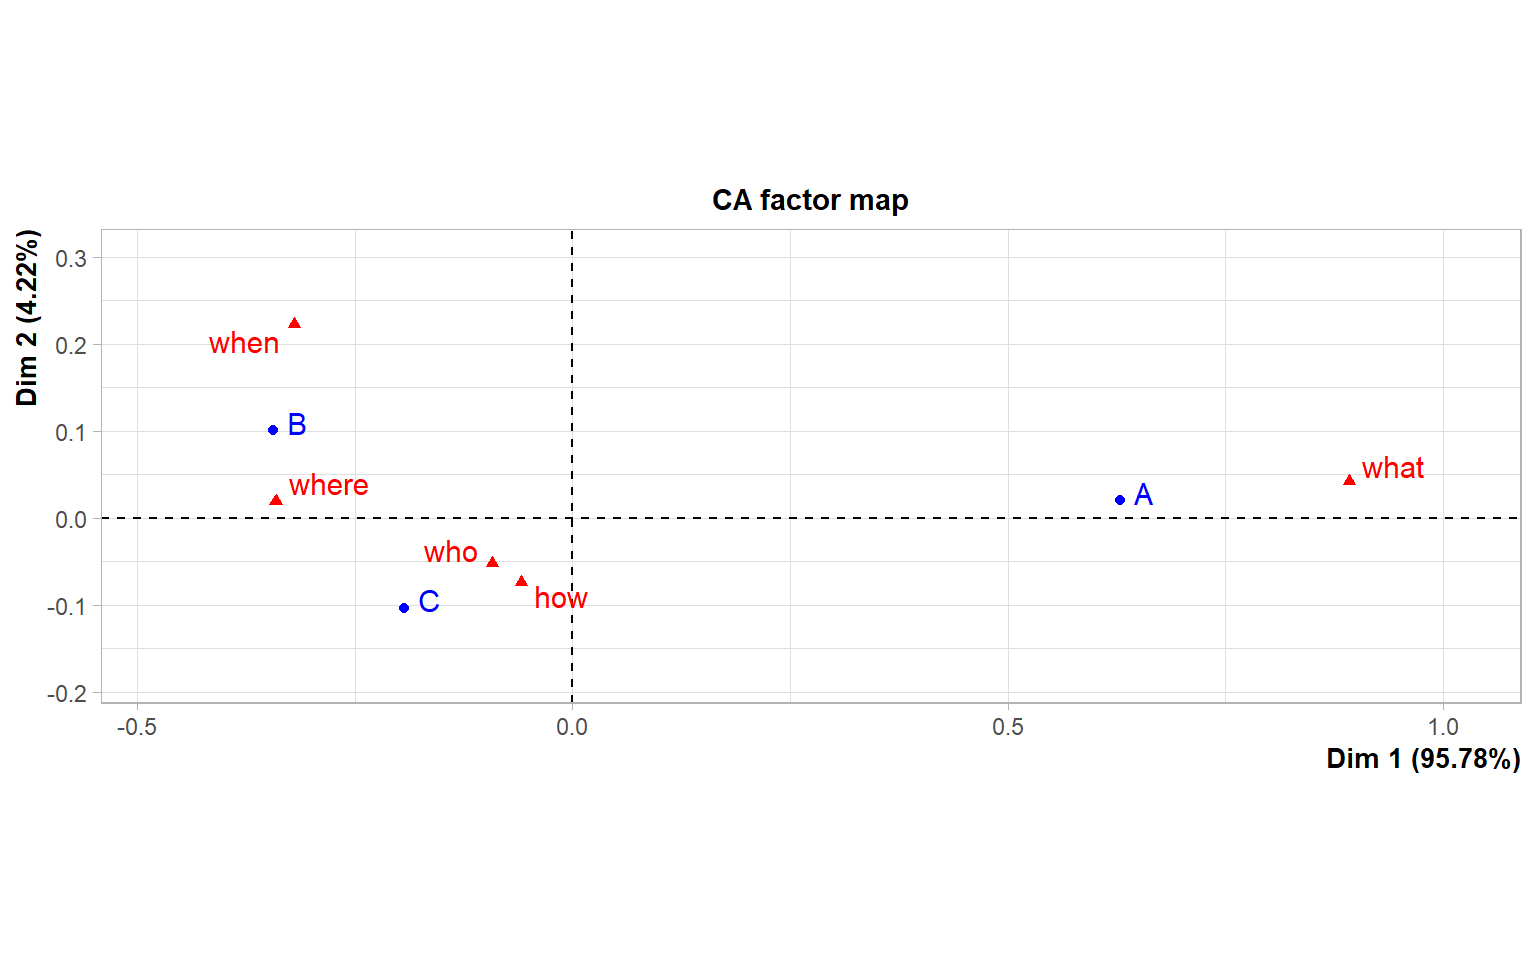 CA factor map
Dim 2 (4.22%)
0.3
0.2
0.1
0.0
-0.1
-0.2
when
B
where
what
A
who
how
C
-0.5
0.0
0.5
1.0
Dim 1 (95.78%)